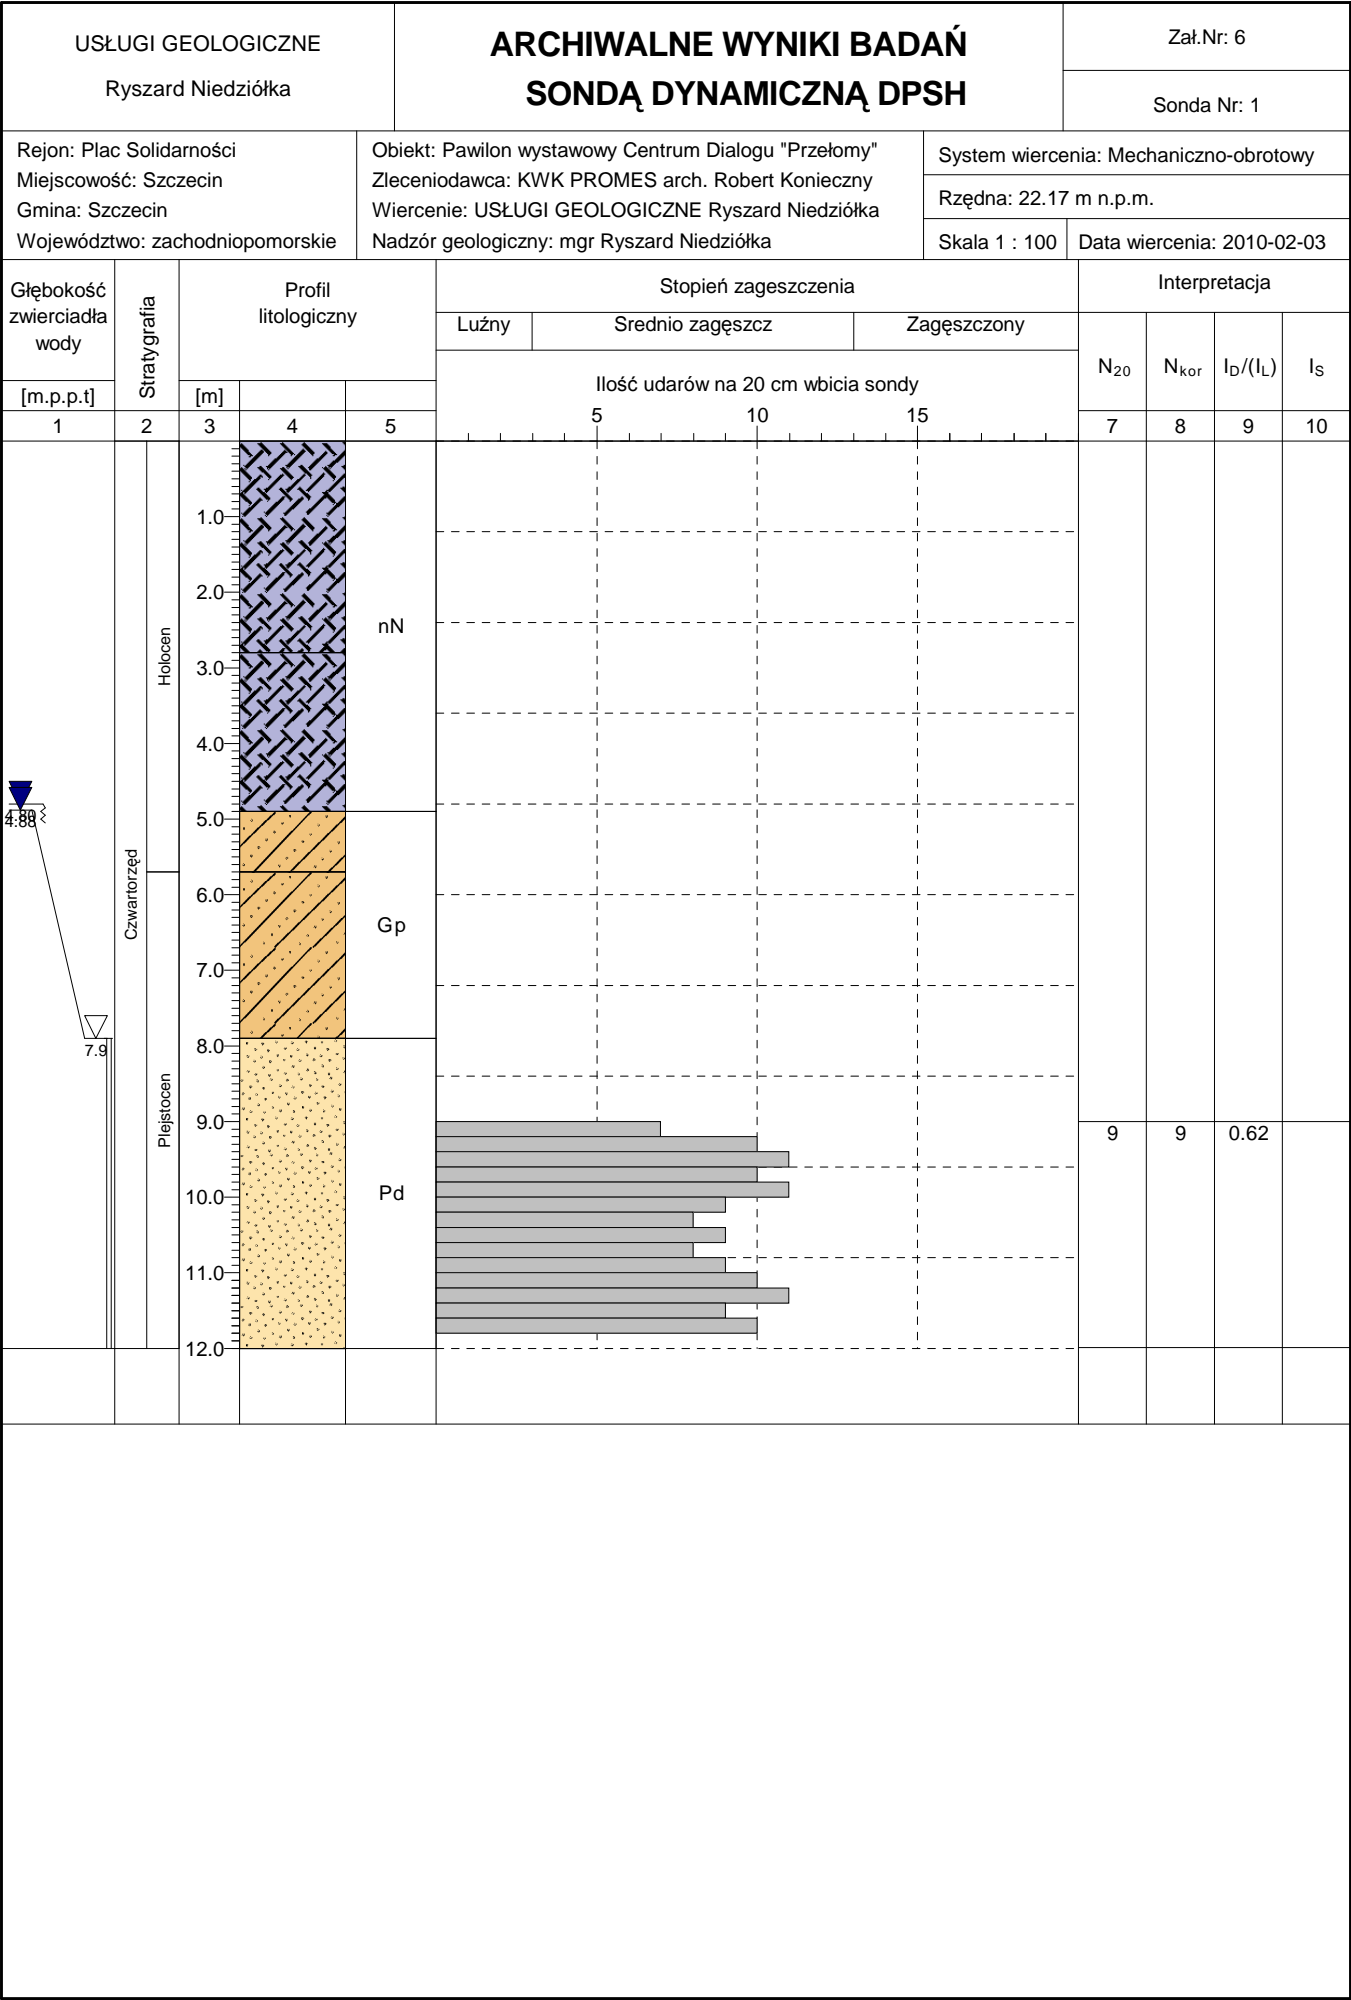 USŁUGI GEOLOGICZNE
Ryszard Niedziółka
ARCHIWALNE WYNIKI BADAŃ
SONDĄ DYNAMICZNĄ DPSH
Zał.Nr: 6
Sonda Nr: 1
Rejon: Plac Solidarności
Miejscowość: Szczecin
Gmina: Szczecin
Województwo: zachodniopomorskie
Obiekt: Pawilon wystawowy Centrum Dialogu "Przełomy"
Zleceniodawca: KWK PROMES arch. Robert Konieczny
Wiercenie: USŁUGI GEOLOGICZNE Ryszard Niedziółka
Nadzór geologiczny: mgr Ryszard Niedziółka
System wiercenia: Mechaniczno-obrotowy
Rzędna: 22.17 m n.p.m.
Skala 1 : 100
Data wiercenia: 2010-02-03
Głębokość
zwierciadła
wody
[m.p.p.t]
Stratygrafia
Profil
litologiczny
[m]
Stopień zageszczenia
Luźny
Srednio zagęszcz
Zagęszczony
Ilość udarów na 20 cm wbicia sondy
5
10
15
Interpretacja
N20
Nkor
ID/(IL)
IS
1
2
3
4
5
7
8
9
10
1.0
2.0
3.0
4.0
5.0
6.0
7.0
8.0
9.0
10.0
11.0
12.0
4.80
4.88
7.9
Czwartorzęd
Holocen
Plejstocen
nN
Gp
Pd
9
9
0.62